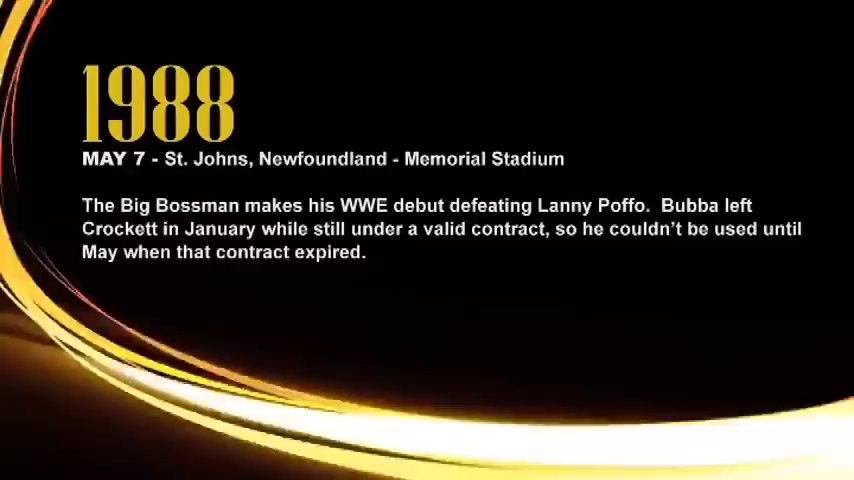 1988
MAY 7 - St. Johns, Newfoundland - Memorial Stadium
The Big Bossman makes his WWE debut defeating Lanny Poffo.  Bubba left
Crockett in January while still under a valid contract, so he couldn't be used until
May when that contract expired.